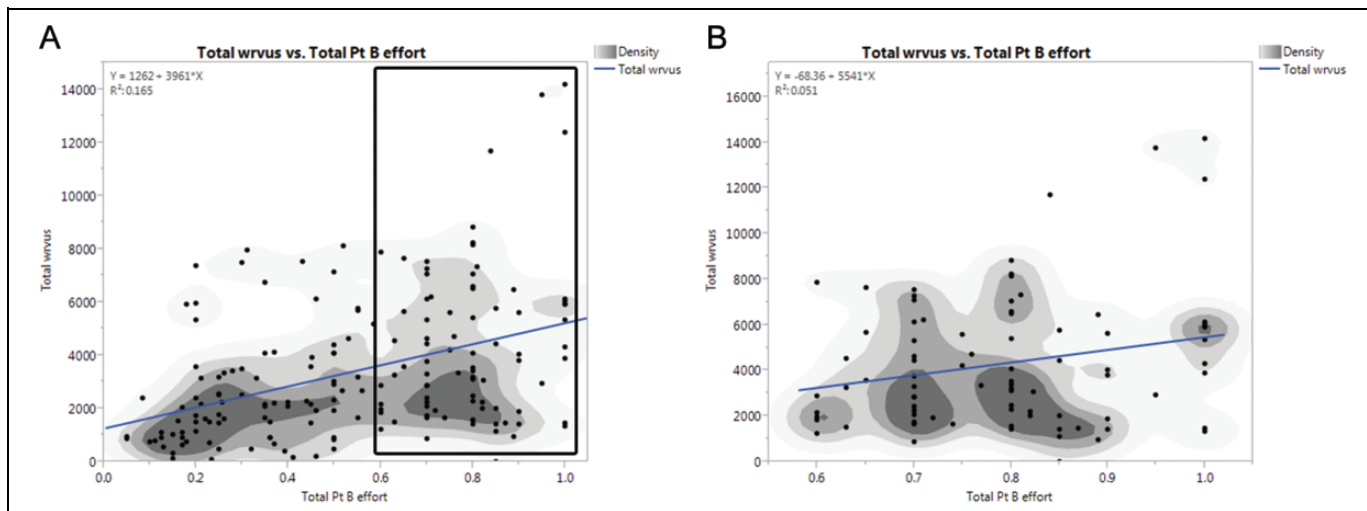 A
Total wrvus vs. Total Pt B effort
Y = 1262 + 3961*X
R²: 0.165
Density
Total wrvus
14000
12000
10000
8000
6000
4000
2000
0
Total wrvus
0.0 0.2 0.4 0.6 0.8 1.0
Total Pt B effort
B
Total wrvus vs. Total Pt B effort
Y = -68.36 + 5541*X
R²: 0.051
Density
Total wrvus
16000
14000
12000
10000
8000
6000
4000
2000
0
Total wrvus
0.6 0.7 0.8 0.9 1.0
Total Pt B effort